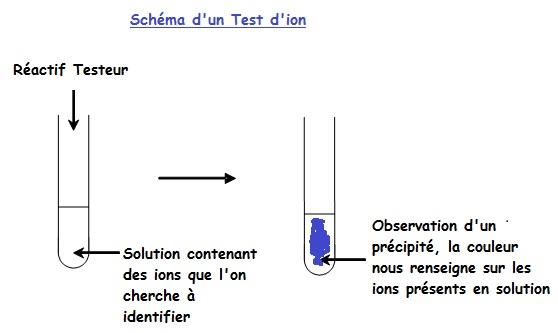 Schéma d'un Test d'ion
Réactif Testeur
Solution contenant
des ions que l'on
cherche à
identifier
Observation d'un
précipité, la couleur
nous renseigne sur les
ions présents en solution